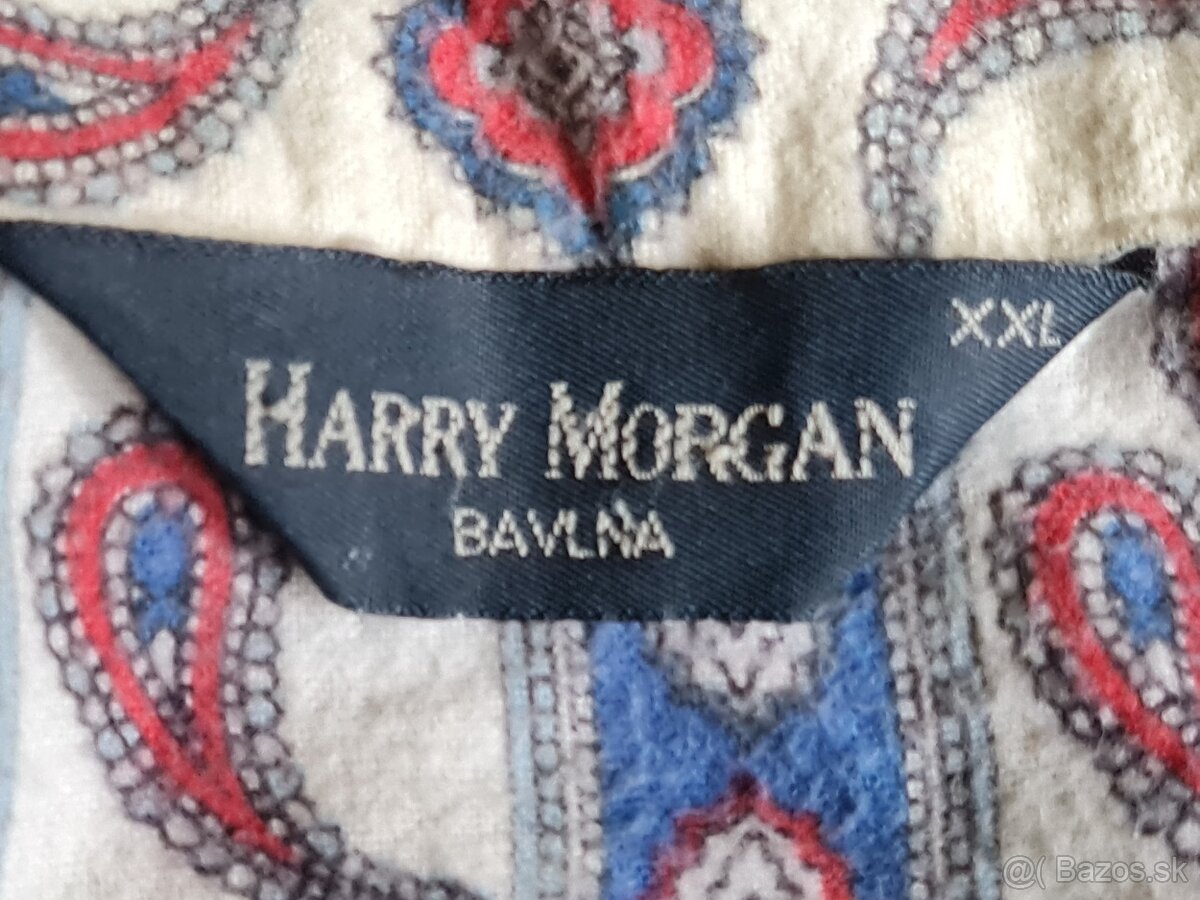 XXL
HARRY MORGAN
BAVLNA
@( Bazos.sk